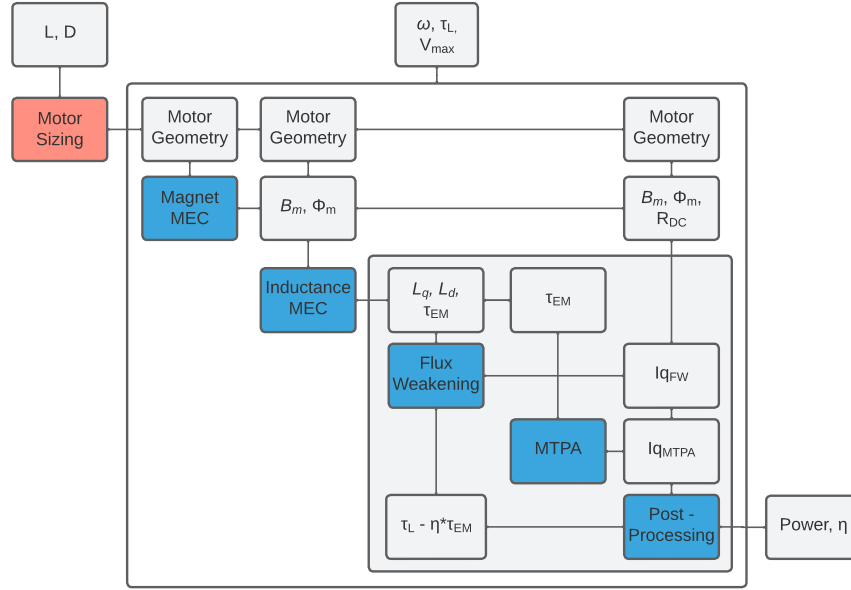 L, D
ω, τL,
Vmax
Motor
Sizing
Motor
Geometry
Motor
Geometry
Motor
Geometry
Magnet
MEC
Bm, Φm
Bm, Φm,
RDC
Inductance
MEC
Lq, Ld,
τEM
τEM
Flux
Weakening
IqFW
MTPA
IqMTPA
τL - η*τEM
Post -
Processing
Power, η